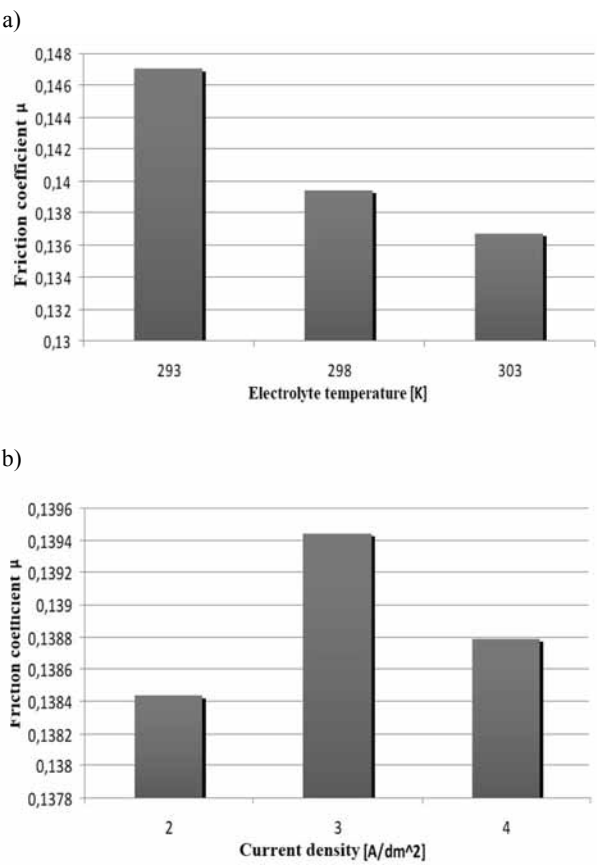 a)
0,148
0,146
0,144
0,142
0,14
0,138
0,136
0,134
0,132
0,13
Friction coefficient μ
293 298 303
Electrolyte temperature [K]
b)
0,1396
0,1394
0,1392
0,139
0,1388
0,1386
0,1384
0,1382
0,138
0,1378
Friction coefficient μ
2 3 4
Current density [A/dm^2]